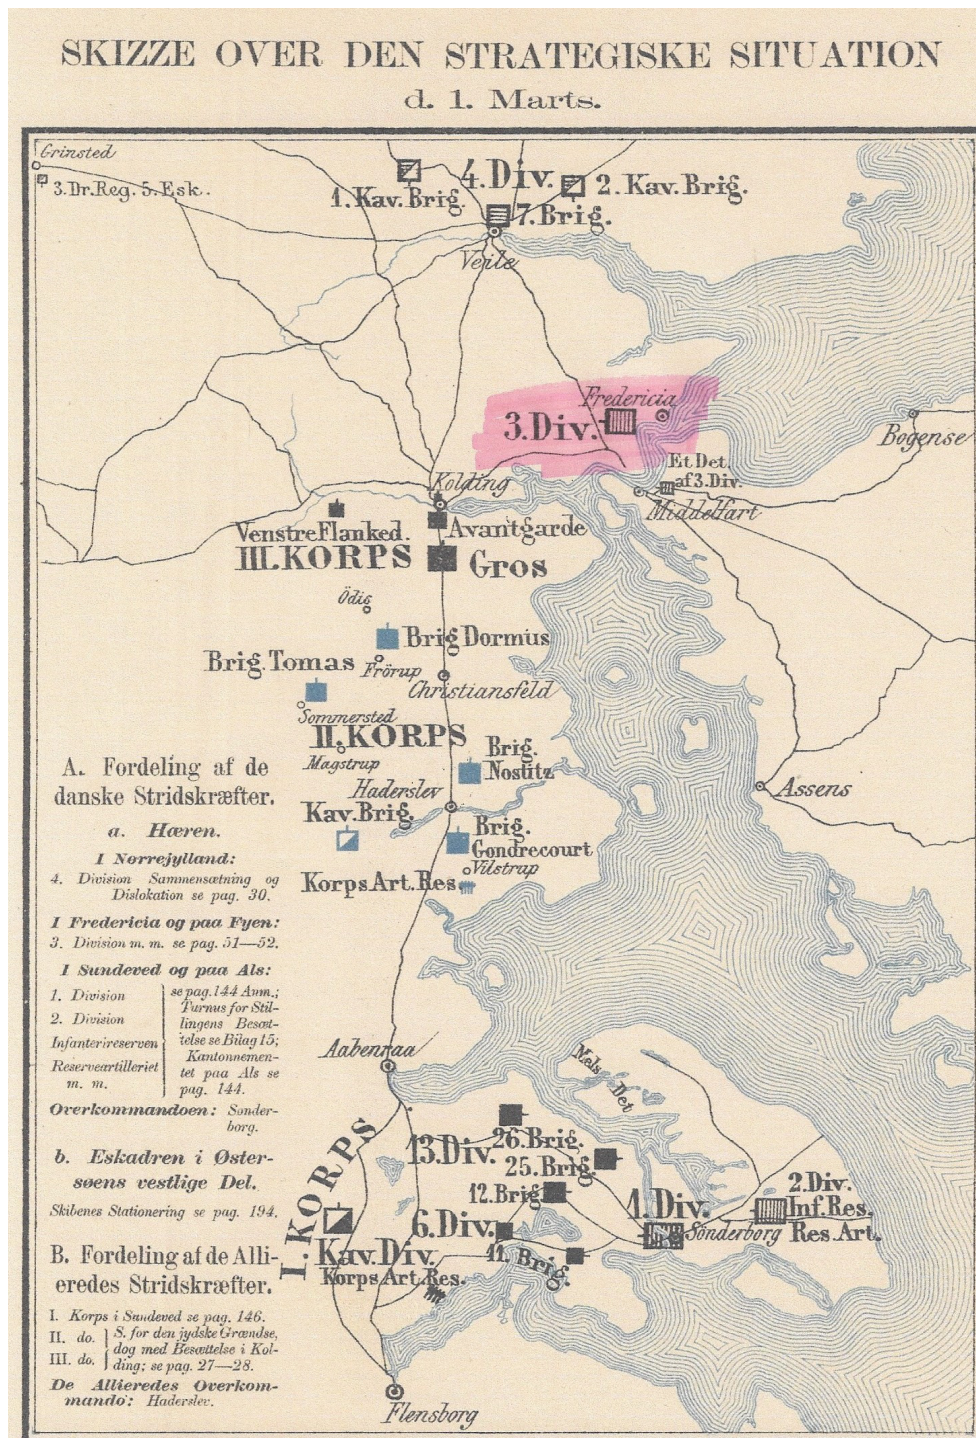 SKIZZE OVER DEN STRATEGISKE SITUATION
d. 1. Marts.
Grinsted
3. Dr. Reg. 5. Esk.
1. Kav. Brig.
4. Div.
2. Kav. Brig.
7. Brig.
Veile
Fredericia
3. Div.
Bogense
Et Det.
af 3. Div.
Middelfart
Kolding
Venstre Flanked.
Avantgarde
III. KORPS
Gros
Ödis
Brig Dormus
Brig. Tomas
Frörup
Christiansfeld
Sommersted
II. KORPS
Magstrup
Brig.
Nostitz
Haderslev
Assens
Kav. Brig.
Brig.
Gondrecourt
Vilstrup
Korps Art. Res.
A. Fordeling af de
danske Stridskræfter.
a. Hæren.
I Nørrejylland:
4. Division Sammensætning og
Dislokation se pag. 30.
I Fredericia og paa Fyen:
3. Division m. m. se pag. 51—52.
I Sundeved og paa Als:
1. Division
2. Division
Infanterireserven
Reserveartilleriet
m. m.
se pag. 144 Anm.;
Turnus for Stil-
lingens Besæt-
telse se Bilag 15;
Kantonnemen-
tet paa Als se
pag. 144.
Overkommandoen: Sønder-
borg.
b. Eskadren i Øster-
søens vestlige Del.
Skibenes Stationering se pag. 194.
B. Fordeling af de Alli-
eredes Stridskræfter.
I. Korps i Sundeved se pag. 146.
II. do.
III. do.
S. for den jydske Grændse,
dog med Besættelse i Kol-
ding; se pag. 27—28.
De Allieredes Overkom-
mando: Haderslev.
Aabenraa
Mels Det
I. KORPS
13. Div.
26. Brig.
25. Brig.
12. Brig.
6. Div.
11. Brig.
1. Div.
Sönderborg
2. Div.
Inf. Res.
Res. Art.
Kav. Div.
Korps Art. Res.
Flensborg